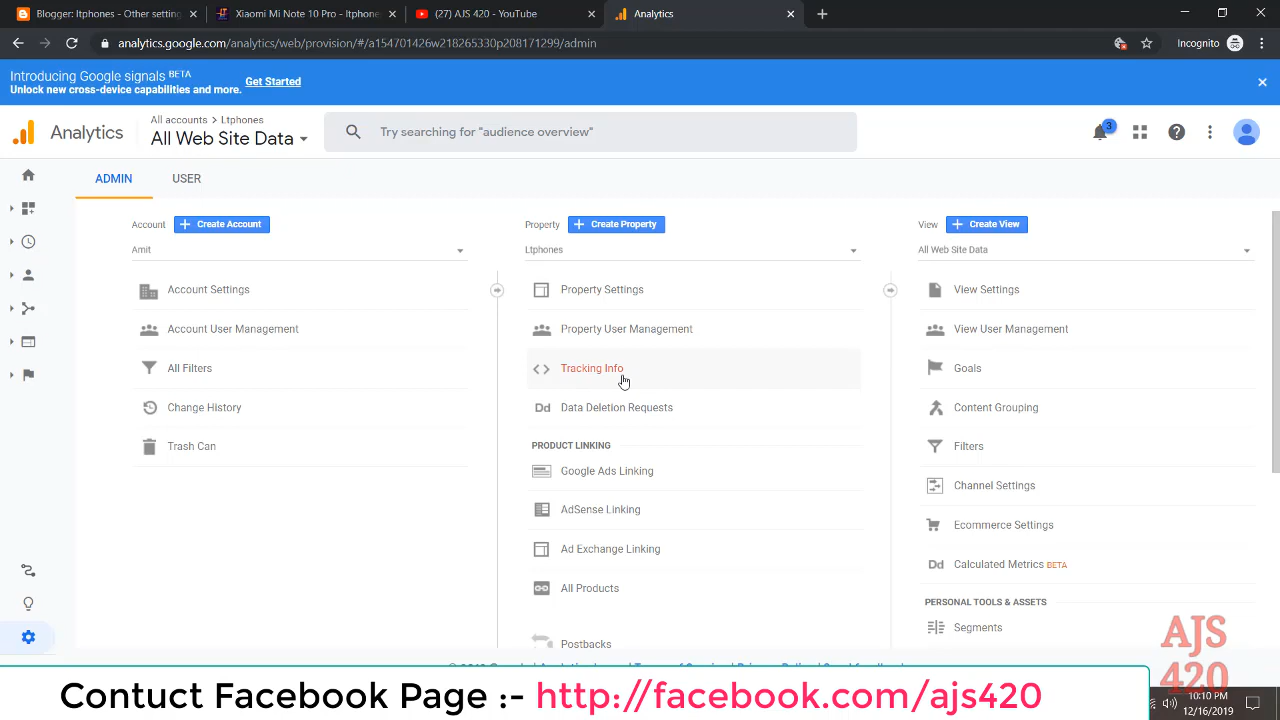 Blogger: Ltphones - Other setting
Xiaomi Mi Note 10 Pro - ltphones
(27) AJS 420 - YouTube
Analytics
analytics.google.com/analytics/web/provision/#/a154701426w218265330p208171299/admin
Incognito
Introducing Google signals BETA
Unlock new cross-device capabilities and more.
Get Started
Analytics
All accounts > Ltphones
All Web Site Data
Try searching for "audience overview"
3
ADMIN
USER
Account
Create Account
Amit
Account Settings
Account User Management
All Filters
Change History
Trash Can
Property
Create Property
Ltphones
Property Settings
Property User Management
Tracking Info
Dd Data Deletion Requests
PRODUCT LINKING
Google Ads Linking
AdSense Linking
Ad Exchange Linking
All Products
Postbacks
View
Create View
All Web Site Data
View Settings
View User Management
Goals
Content Grouping
Filters
Channel Settings
Ecommerce Settings
Dd Calculated Metrics BETA
PERSONAL TOOLS & ASSETS
Segments
AJS
420
Contuct Facebook Page :- http://facebook.com/ajs420
10:10 PM
12/16/2019